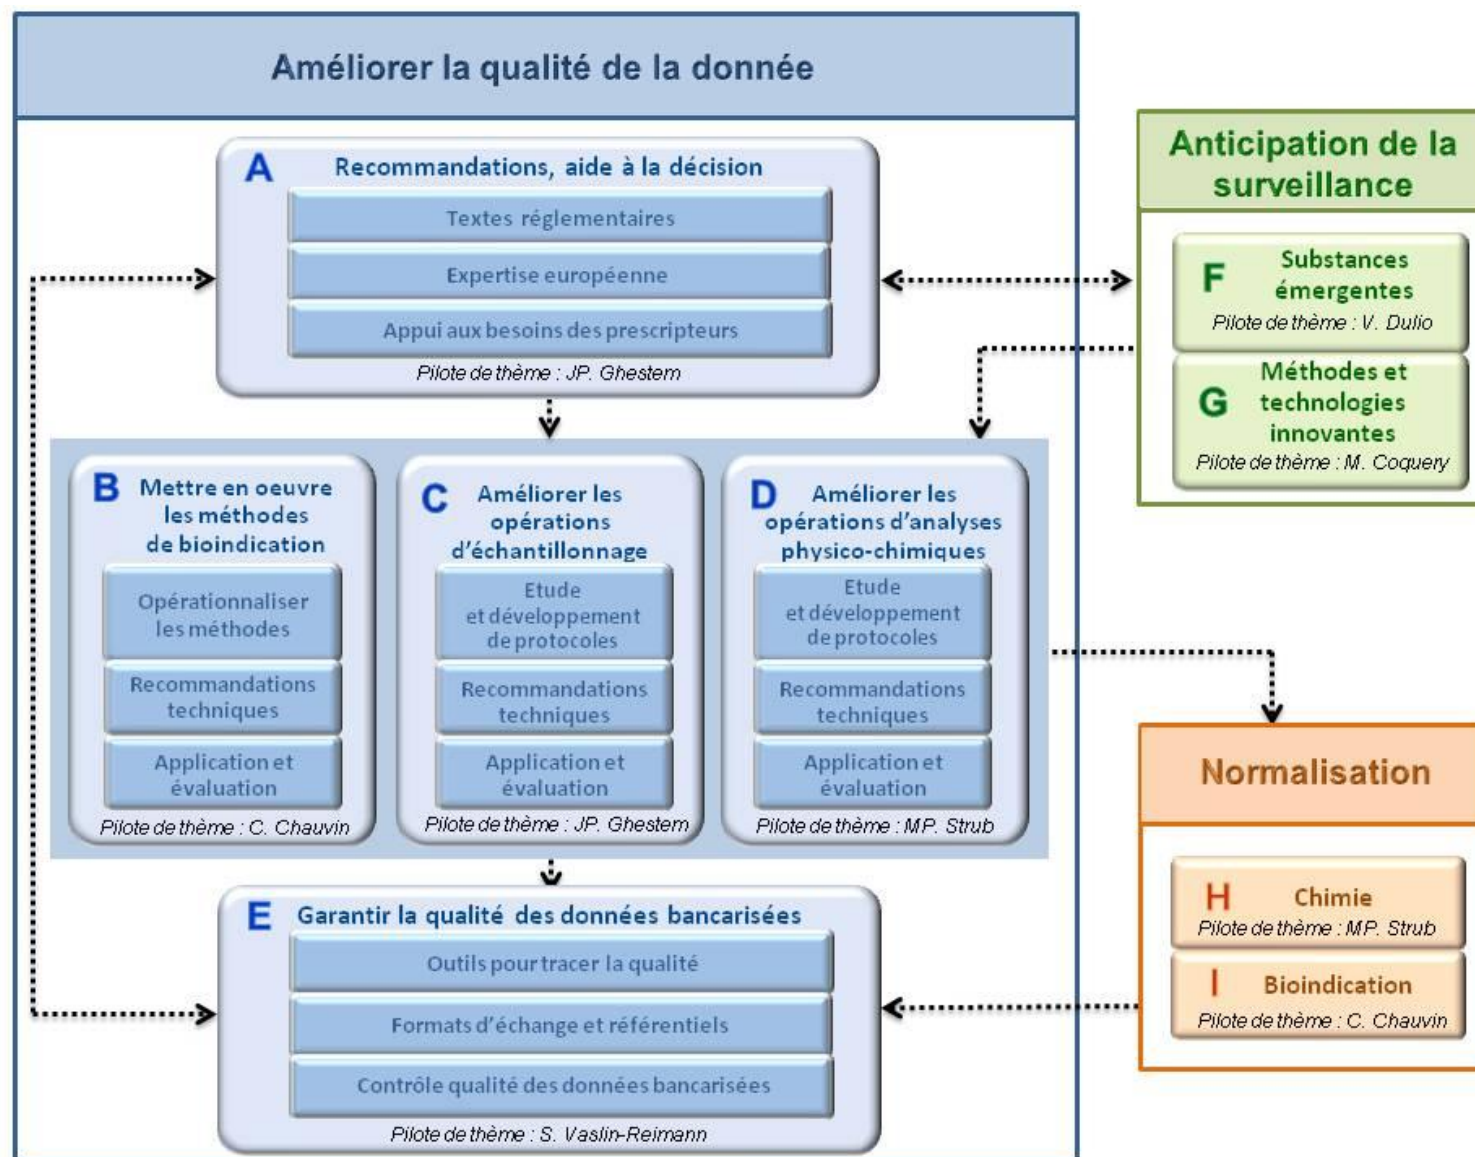 Améliorer la qualité de la donnée
A
Recommandations, aide à la décision
Textes réglementaires
Expertise européenne
Appui aux besoins des prescripteurs
Pilote de thème : JP. Ghestem
B
Mettre en oeuvre
les méthodes
de bioindication
Opérationnaliser
les méthodes
Recommandations
techniques
Application et
évaluation
Pilote de thème : C. Chauvin
C
Améliorer les
opérations
d'échantillonnage
Etude
et développement
de protocoles
Recommandations
techniques
Application et
évaluation
Pilote de thème : JP. Ghestem
D
Améliorer les
opérations d'analyses
physico-chimiques
Etude
et développement
de protocoles
Recommandations
techniques
Application et
évaluation
Pilote de thème : MP. Strub
E
Garantir la qualité des données bancarisées
Outils pour tracer la qualité
Formats d'échange et référentiels
Contrôle qualité des données bancarisées
Pilote de thème : S. Vaslin-Reimann
Anticipation de la
surveillance
F
Substances
émergentes
Pilote de thème : V. Dulio
G
Méthodes et
technologies
innovantes
Pilote de thème : M. Coquery
Normalisation
H
Chimie
Pilote de thème : MP. Strub
I
Bioindication
Pilote de thème : C. Chauvin